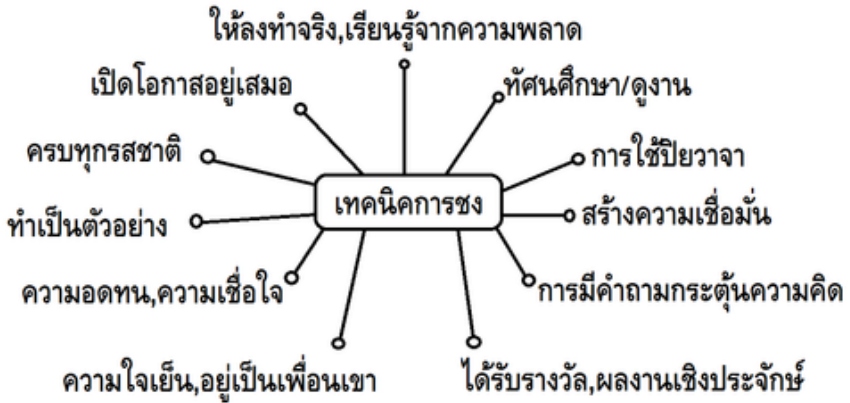 ให้ลงทำจริง,เรียนรู้จากความพลาด
เปิดโอกาสอยู่เสมอ
ทัศนศึกษา/ดูงาน
ครบทุกรสชาติ
การใช้ปิยวาจา
เทคนิคการชง
ทำเป็นตัวอย่าง
สร้างความเชื่อมั่น
ความอดทน,ความเชื่อใจ
การมีคำถามกระตุ้นความคิด
ความใจเย็น,อยู่เป็นเพื่อนเขา
ได้รับรางวัล,ผลงานเชิงประจักษ์